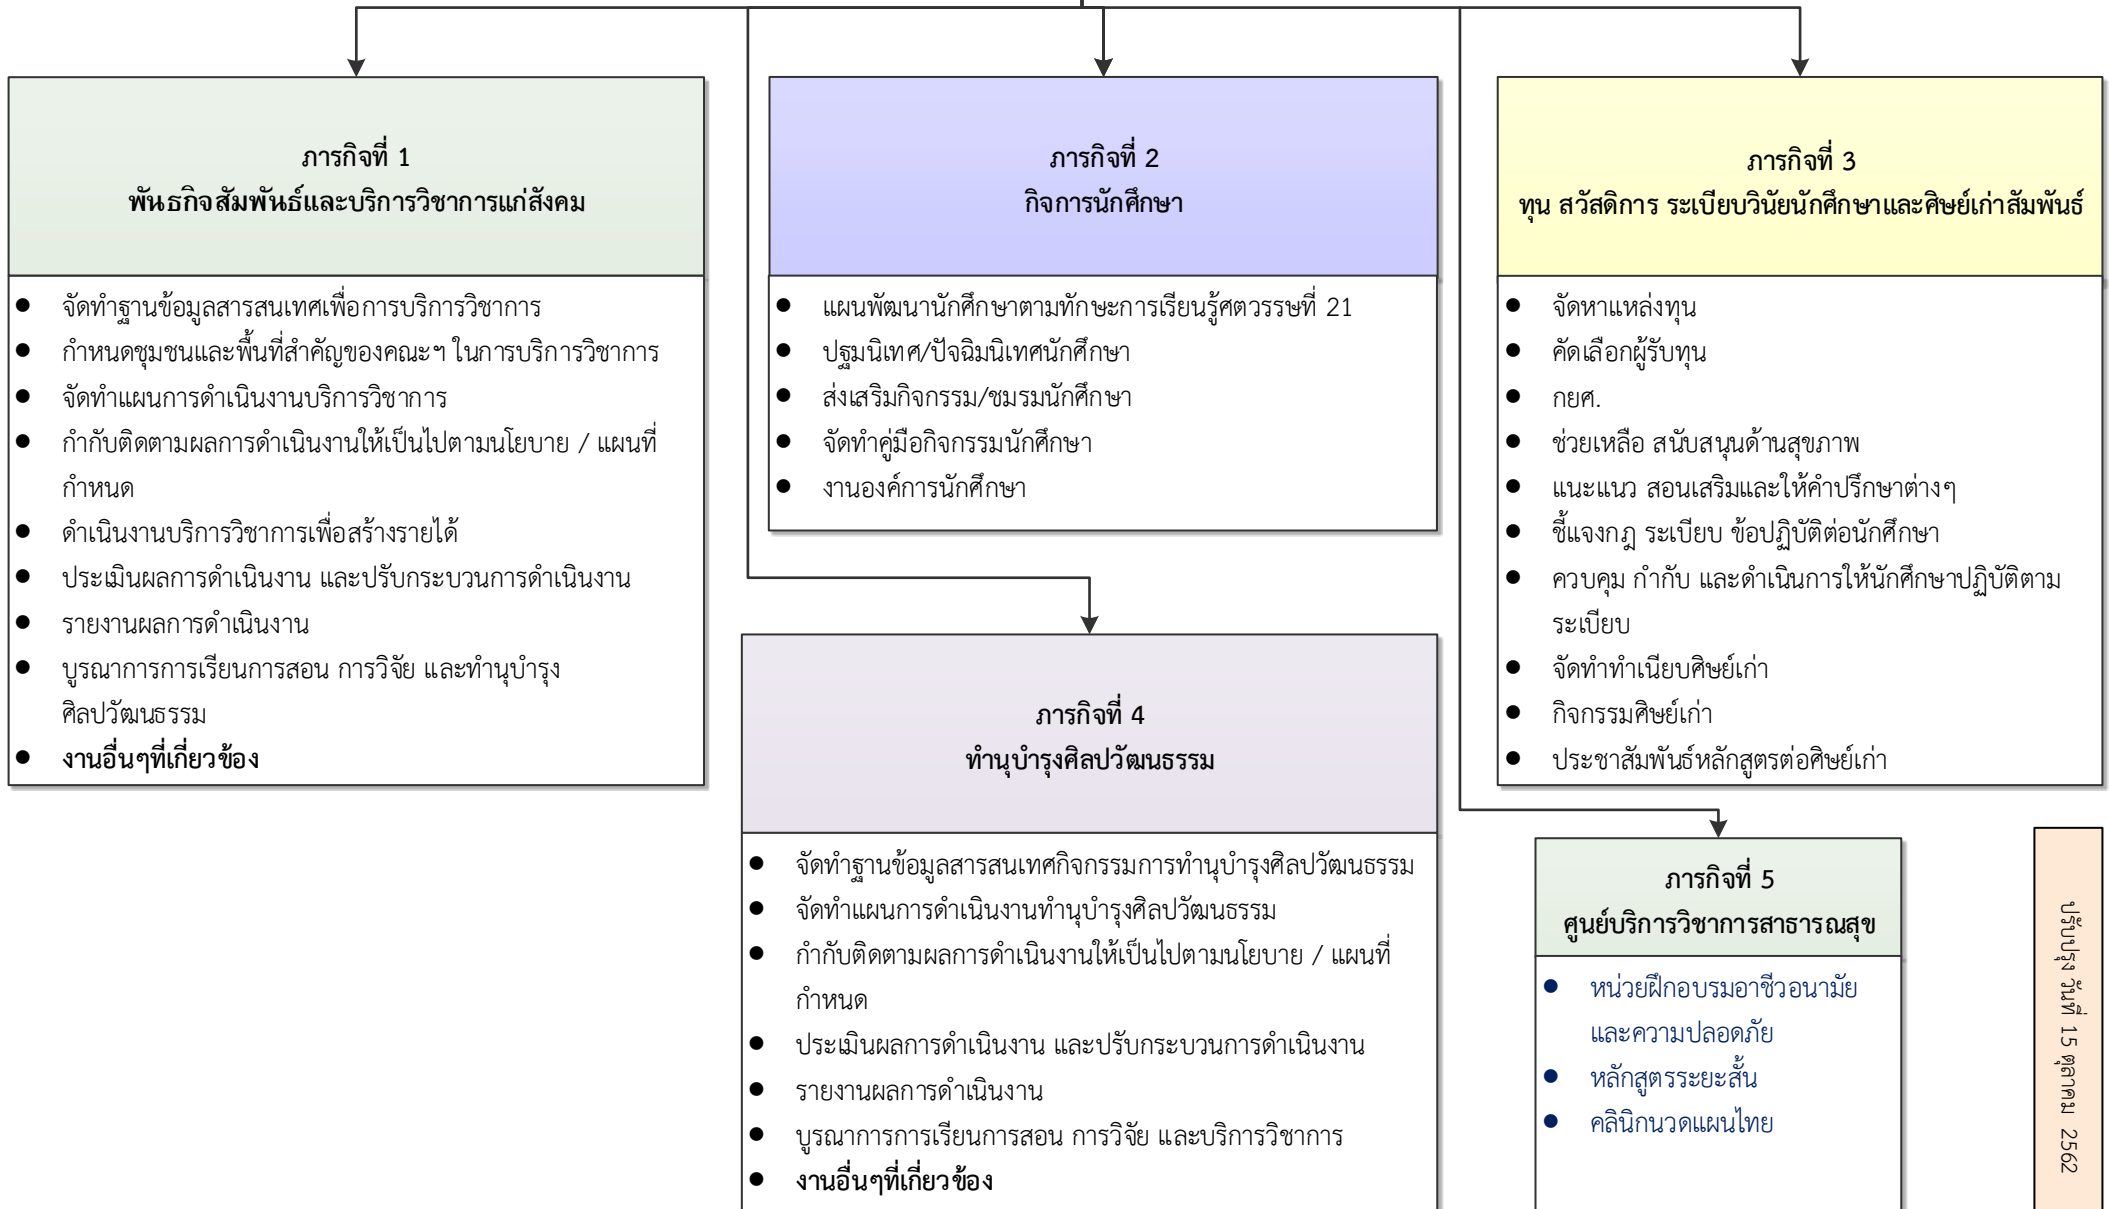 ภารกิจที่ 1
พันธกิจสัมพันธ์และบริการวิชาการแก่สังคม
● จัดทำฐานข้อมูลสารสนเทศเพื่อการบริการวิชาการ
● กำหนดชุมชนและพื้นที่สำคัญของคณะฯ ในการบริการวิชาการ
● จัดทำแผนการดำเนินงานบริการวิชาการ
● กำกับติดตามผลการดำเนินงานให้เป็นไปตามนโยบาย / แผนที่
กำหนด
● ดำเนินงานบริการวิชาการเพื่อสร้างรายได้
● ประเมินผลการดำเนินงาน และปรับกระบวนการดำเนินงาน
● รายงานผลการดำเนินงาน
● บูรณาการการเรียนการสอน การวิจัย และทำนุบำรุง
ศิลปวัฒนธรรม
● งานอื่นๆที่เกี่ยวข้อง
ภารกิจที่ 2
กิจการนักศึกษา
● แผนพัฒนานักศึกษาตามทักษะการเรียนรู้ศตวรรษที่ 21
● ปฐมนิเทศ/ปัจฉิมนิเทศนักศึกษา
● ส่งเสริมกิจกรรม/ชมรมนักศึกษา
● จัดทำคู่มือกิจกรรมนักศึกษา
● งานองค์การนักศึกษา
ภารกิจที่ 3
ทุน สวัสดิการ ระเบียบวินัยนักศึกษาและศิษย์เก่าสัมพันธ์
● จัดหาแหล่งทุน
● คัดเลือกผู้รับทุน
● กยศ.
● ช่วยเหลือ สนับสนุนด้านสุขภาพ
● แนะแนว สอนเสริมและให้คำปรึกษาต่างๆ
● ชี้แจงกฎ ระเบียบ ข้อปฏิบัติต่อนักศึกษา
● ควบคุม กำกับ และดำเนินการให้นักศึกษาปฏิบัติตาม
ระเบียบ
● จัดทำทำเนียบศิษย์เก่า
● กิจกรรมศิษย์เก่า
● ประชาสัมพันธ์หลักสูตรต่อศิษย์เก่า
ภารกิจที่ 4
ทำนุบำรุงศิลปวัฒนธรรม
● จัดทำฐานข้อมูลสารสนเทศกิจกรรมการทำนุบำรุงศิลปวัฒนธรรม
● จัดทำแผนการดำเนินงานทำนุบำรุงศิลปวัฒนธรรม
● กำกับติดตามผลการดำเนินงานให้เป็นไปตามนโยบาย / แผนที่
กำหนด
● ประเมินผลการดำเนินงาน และปรับกระบวนการดำเนินงาน
● รายงานผลการดำเนินงาน
● บูรณาการการเรียนการสอน การวิจัย และบริการวิชาการ
● งานอื่นๆที่เกี่ยวข้อง
ภารกิจที่ 5
ศูนย์บริการวิชาการสาธารณสุข
● หน่วยฝึกอบรมอาชีวอนามัย
และความปลอดภัย
● หลักสูตรระยะสั้น
● คลินิกนวดแผนไทย
ปรับปรุง วันที่ 15 ตุลาคม 2562